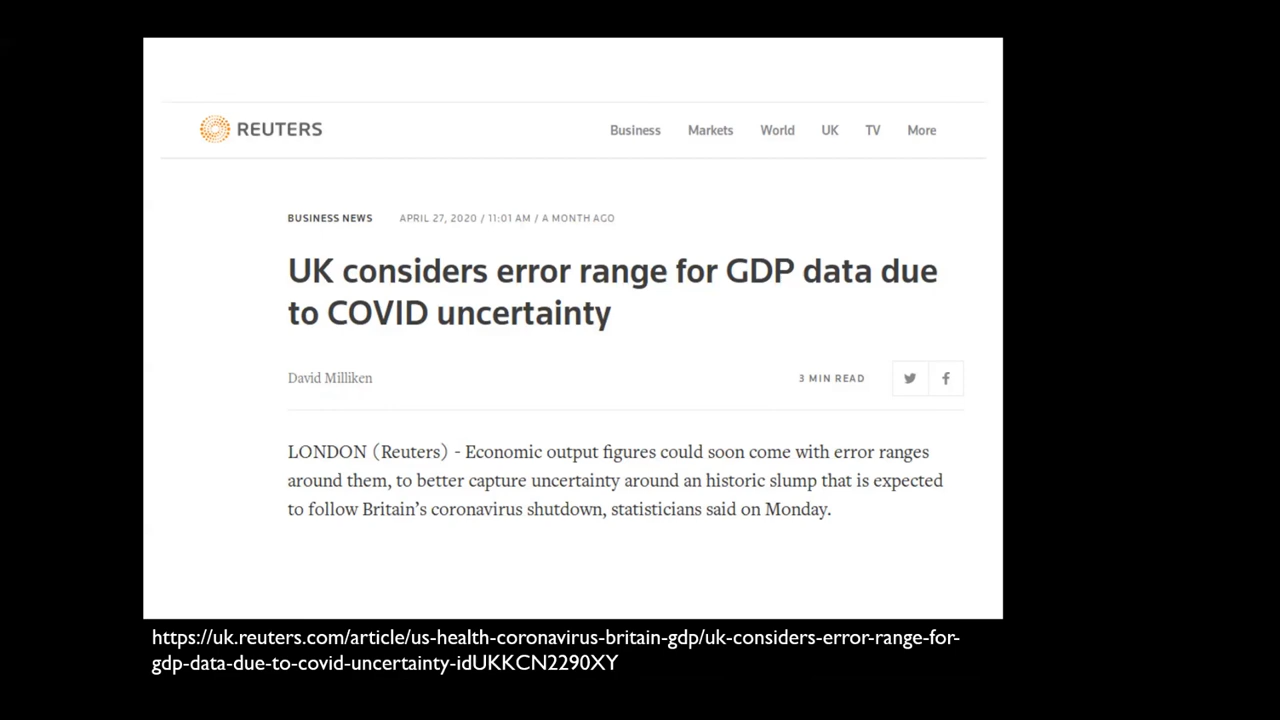 REUTERS
Business Markets World UK TV More
BUSINESS NEWS APRIL 27, 2020 / 11:01 AM / A MONTH AGO
UK considers error range for GDP data due
to COVID uncertainty
David Milliken
3 MIN READ
LONDON (Reuters) - Economic output figures could soon come with error ranges
around them, to better capture uncertainty around an historic slump that is expected
to follow Britain’s coronavirus shutdown, statisticians said on Monday.
https://uk.reuters.com/article/us-health-coronavirus-britain-gdp/uk-considers-error-range-for-
gdp-data-due-to-covid-uncertainty-idUKKCN2290XY